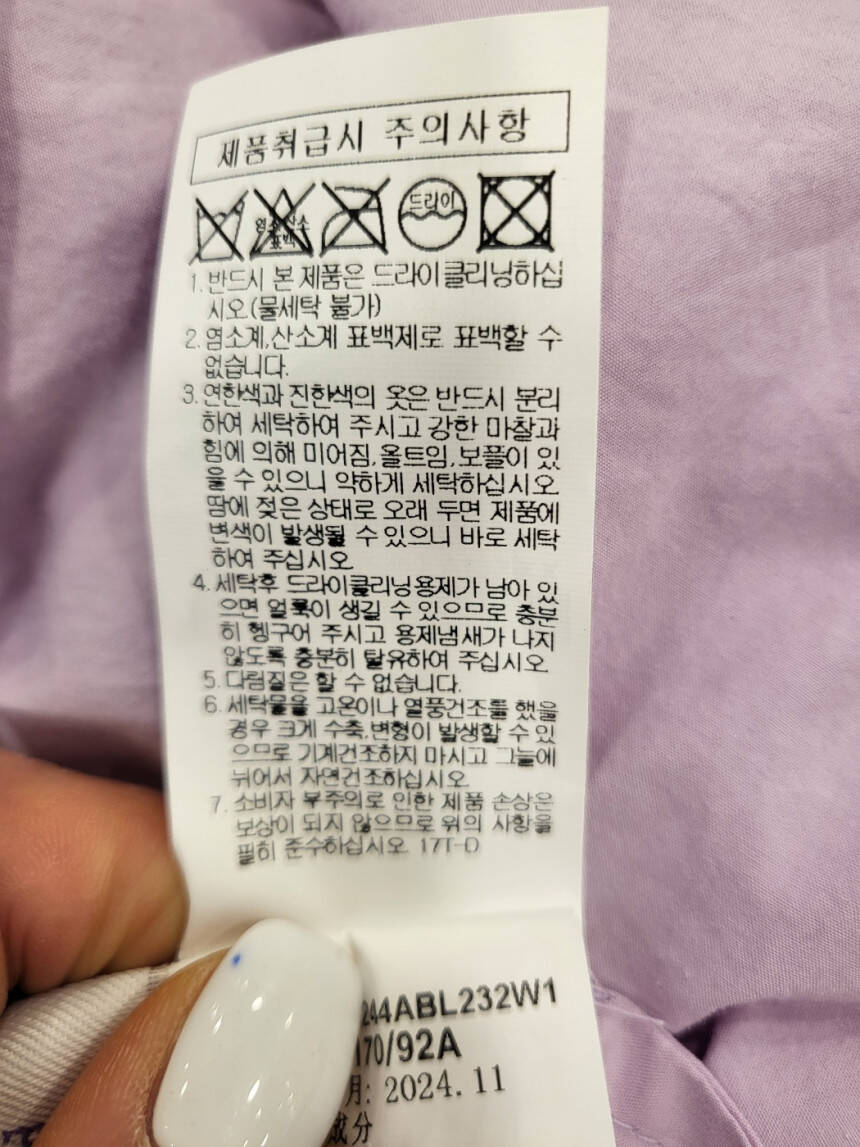 제품취급시 주의사항
염소산소
표백
드라이
1. 반드시 본 제품은 드라이클리닝하십
시오.(물세탁 불가)
2. 염소계,산소계 표백제로 표백할 수
없습니다.
3. 연한색과 진한색의 옷은 반드시 분리
하여 세탁하여 주시고 강한 마찰과
힘에 의해 미어짐,올트임,보풀이 있
을 수 있으니 약하게 세탁하십시오
땀에 젖은 상태로 오래 두면 제품에
변색이 발생될 수 있으니 바로 세탁
하여 주십시오
4. 세탁후 드라이클리닝용제가 남아 있
으면 얼룩이 생길 수 있으므로 충분
히 헹구어 주시고 용제냄새가 나지
않도록 충분히 탈유하여 주십시오
5. 다림질은 할 수 없습니다.
6. 세탁물을 고온이나 열풍건조를 했을
경우 크게 수축,변형이 발생할 수 있
으므로 기계건조하지 마시고 그늘에
뉘어서 자연건조하십시오
7. 소비자 부주의로 인한 제품 손상은
보상이 되지 않으므로 위의 사항을
필히 준수하십시오 17T-D
244ABL232W1
170/92A
月: 2024.11
成分